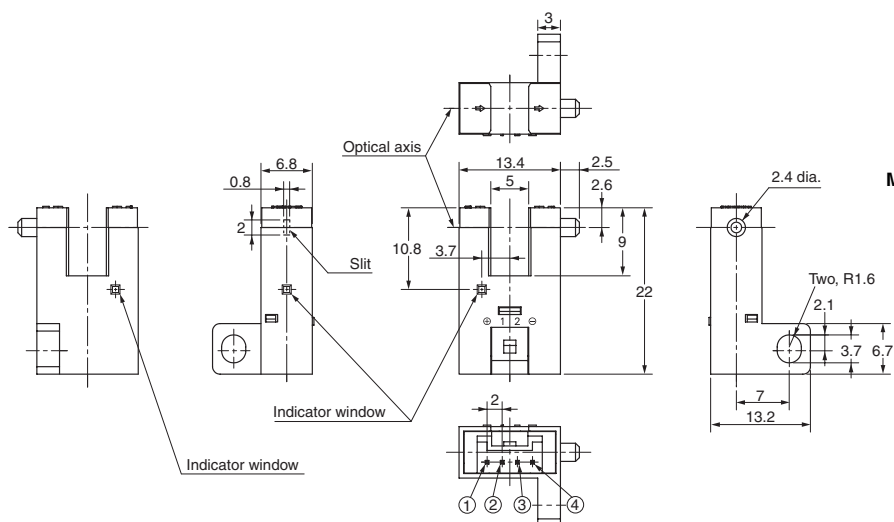 3
Optical axis
13.4
2.5
6.8
5
2.6
2.4 dia.
M
0.8
2
10.8
3.7
9
Slit
22
Two, R1.6
2.1
3.7
6.7
⊕ 1 2 ⊖
7
13.2
Indicator window
2
Indicator window
① ② ③ ④